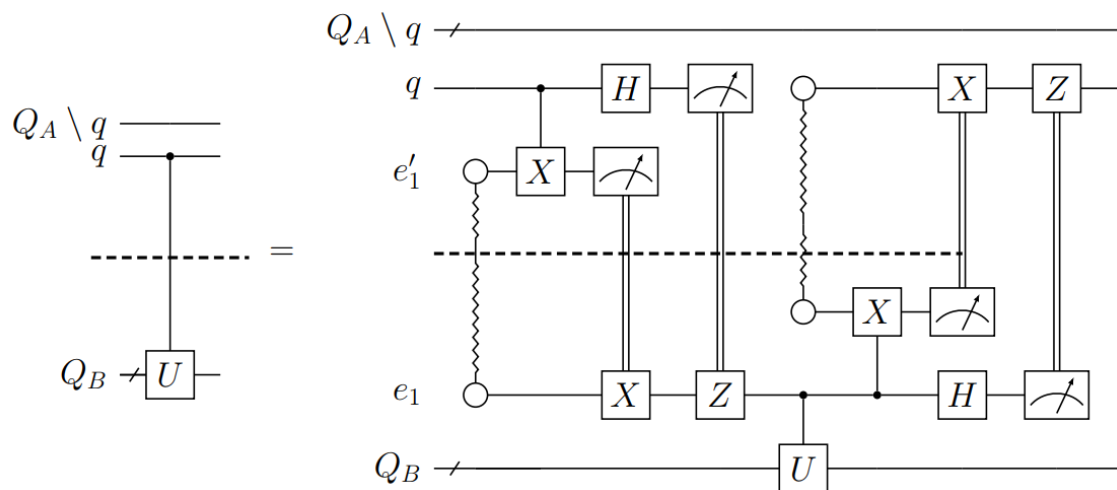 Q_A \ q
q
U
Q_B
=
Q_A \ q
q H X Z
e'_1 X
X
e_1 X Z H
Q_B U